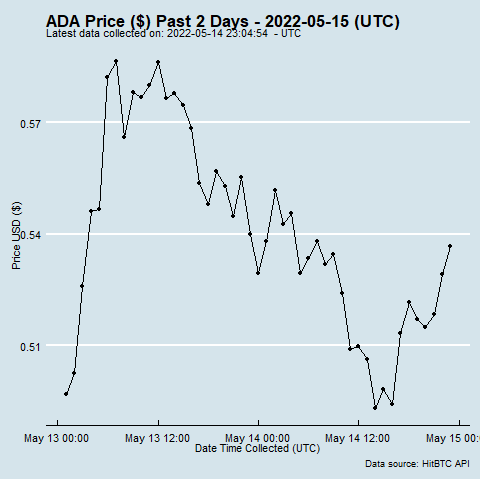 ADA Price ($) Past 2 Days - 2022-05-15 (UTC)
Latest data collected on: 2022-05-14 23:04:54 - UTC
0.57
0.54
0.51
Price USD ($)
May 13 00:00
May 13 12:00
May 14 00:00
May 14 12:00
May 15 00:
Date Time Collected (UTC)
Data source: HitBTC API